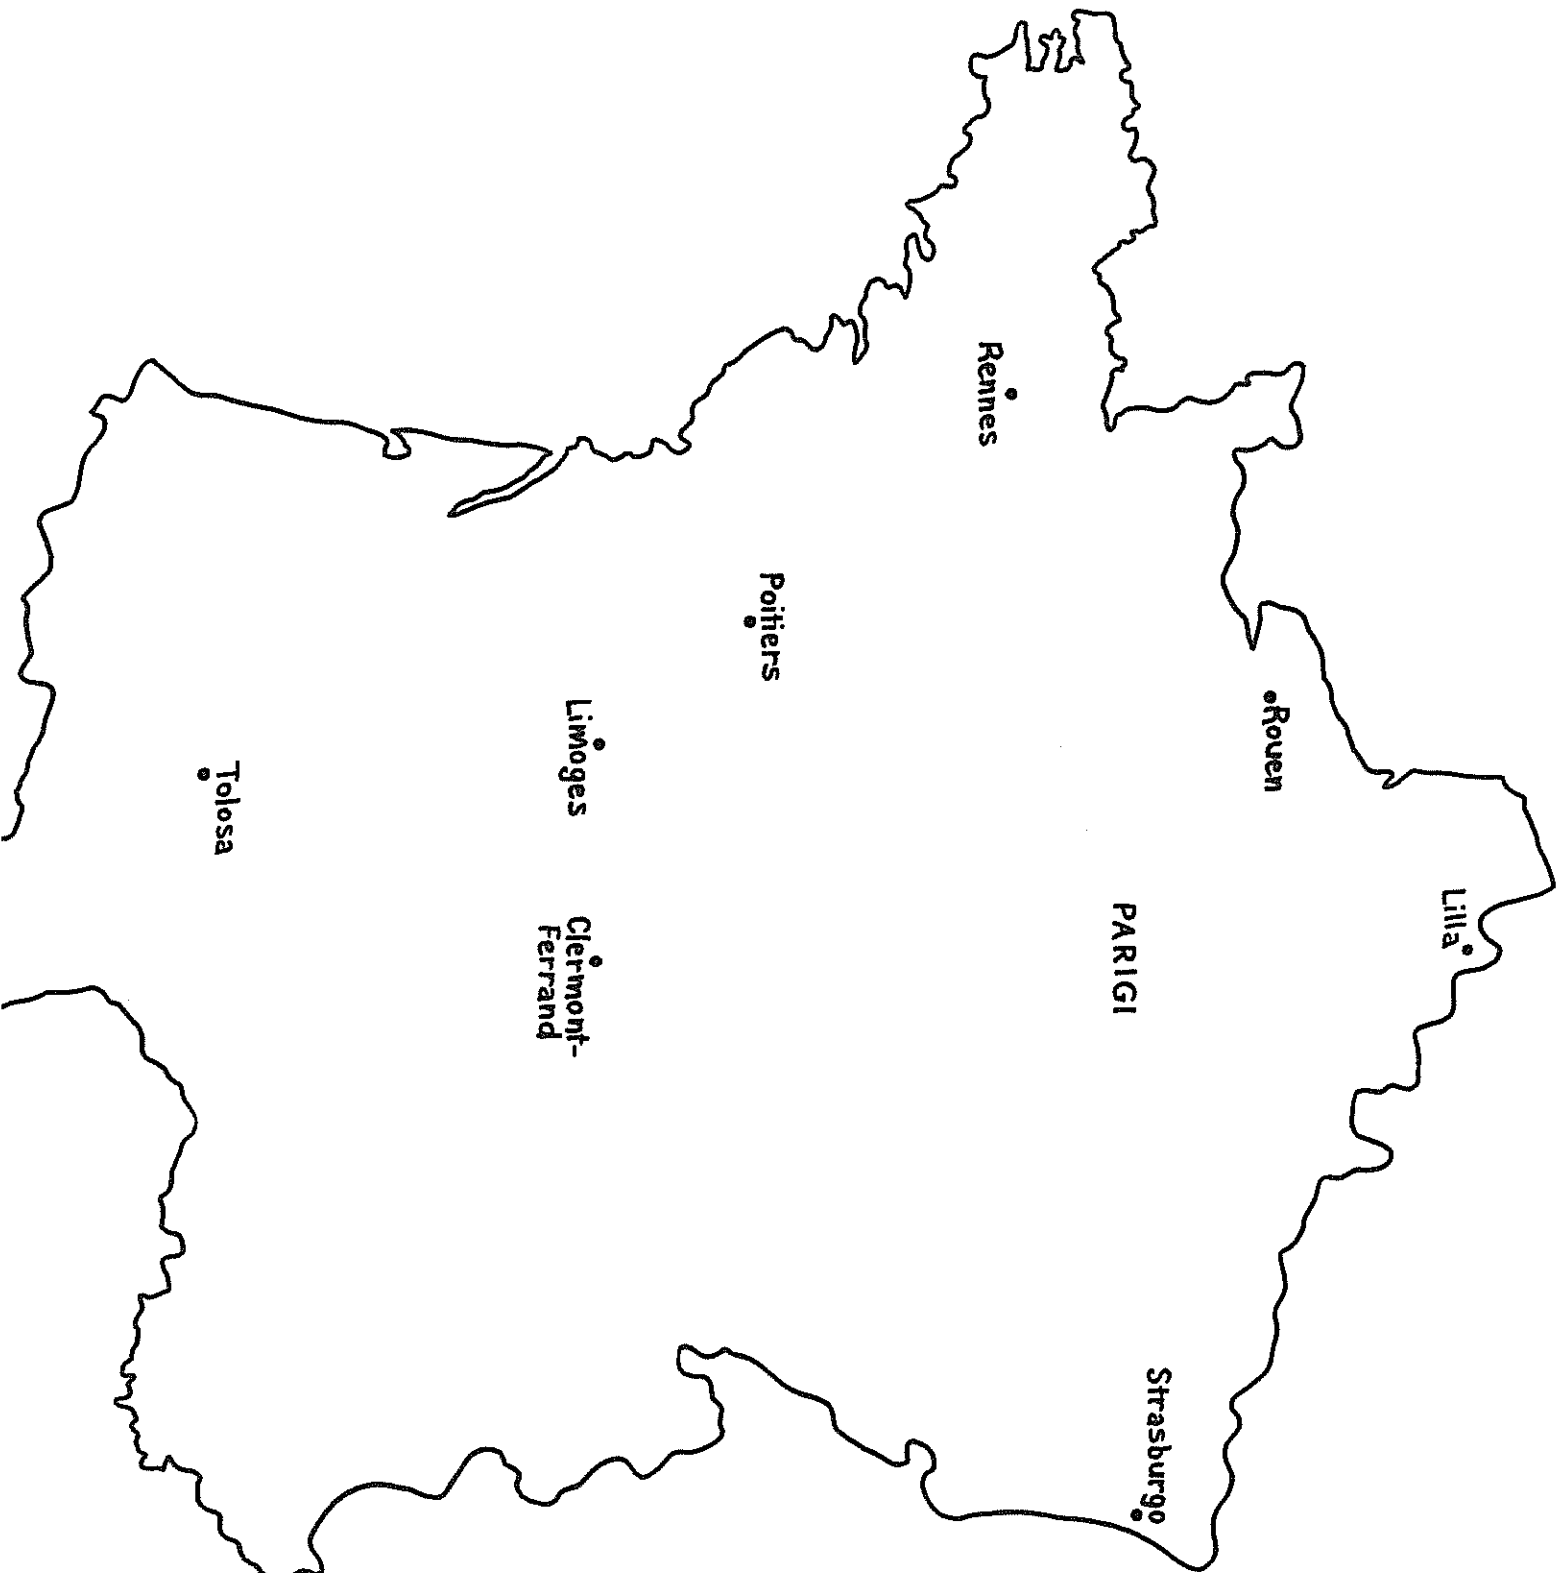 Lilla
Rouen
PARIGI
Strasburgo
Rennes
Poitiers
Limoges
Clermont-
Ferrand
Tolosa